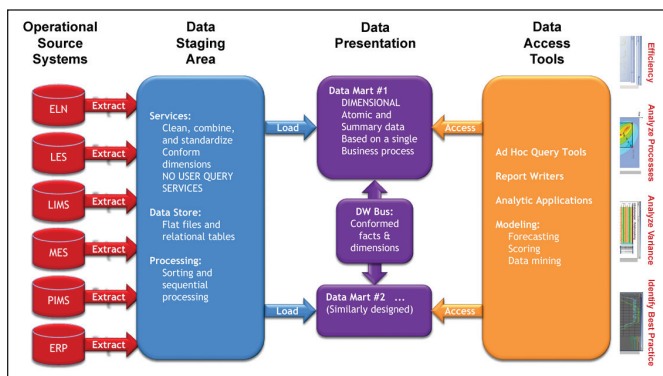 Operational
Source
Systems
Data
Staging
Area
Data
Presentation
Data
Access
Tools
ELN
Extract
LES
Extract
LIMS
Extract
MES
Extract
PIMS
Extract
ERP
Extract
Services:
Clean, combine,
and standardize
Conform
dimensions
NO USER QUERY
SERVICES
Data Store:
Flat files and
relational tables
Processing:
Sorting and
sequential
processing
Load
Load
Data Mart #1
DIMENSIONAL
Atomic and
Summary data
Based on a single
Business process
DW Bus:
Conformed
facts &
dimensions
Data Mart #2 ...
(Similarly designed)
Access
Access
Ad Hoc Query Tools
Report Writers
Analytic Applications
Modeling:
Forecasting
Scoring
Data mining
Efficiency
Analyze Processes
Analyze Variance
Identify Best Practice